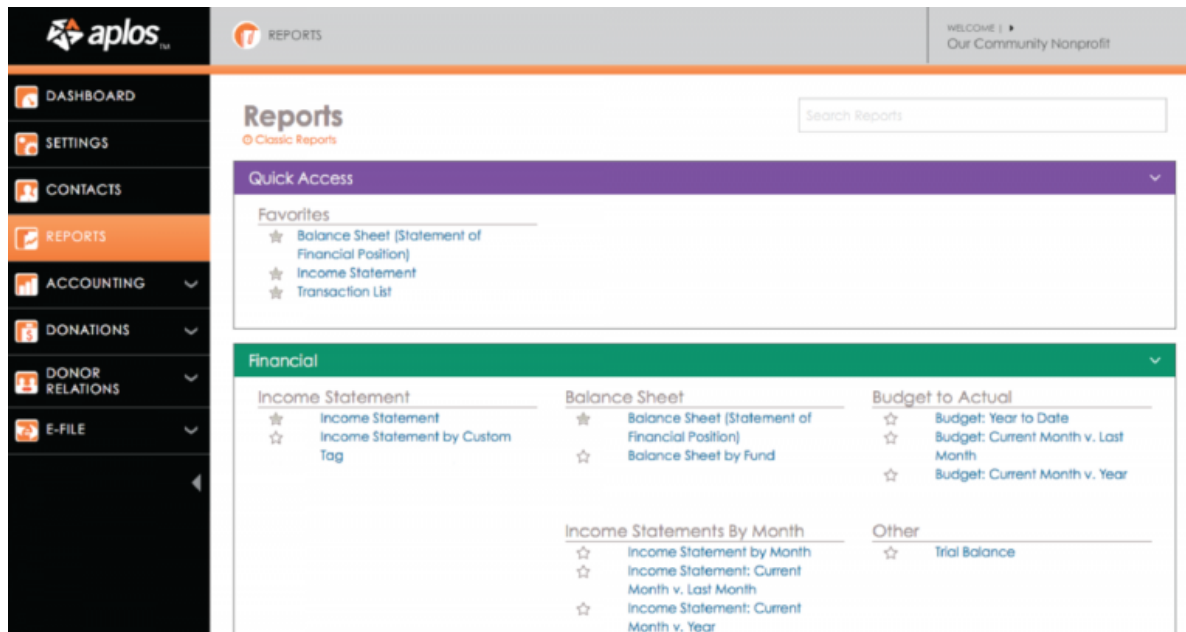 aplos™
REPORTS
WELCOME |
Our Community Nonprofit
DASHBOARD
SETTINGS
CONTACTS
REPORTS
ACCOUNTING
DONATIONS
DONOR
RELATIONS
E-FILE
Reports
Classic Reports
Search Reports
Quick Access
Favorites
Balance Sheet (Statement of
Financial Position)
Income Statement
Transaction List
Financial
Income Statement
Income Statement
Income Statement by Custom
Tag
Balance Sheet
Balance Sheet (Statement of
Financial Position)
Balance Sheet by Fund
Budget to Actual
Budget: Year to Date
Budget: Current Month v. Last
Month
Budget: Current Month v. Year
Income Statements By Month
Income Statement by Month
Income Statement: Current
Month v. Last Month
Income Statement: Current
Month v. Year
Other
Trial Balance